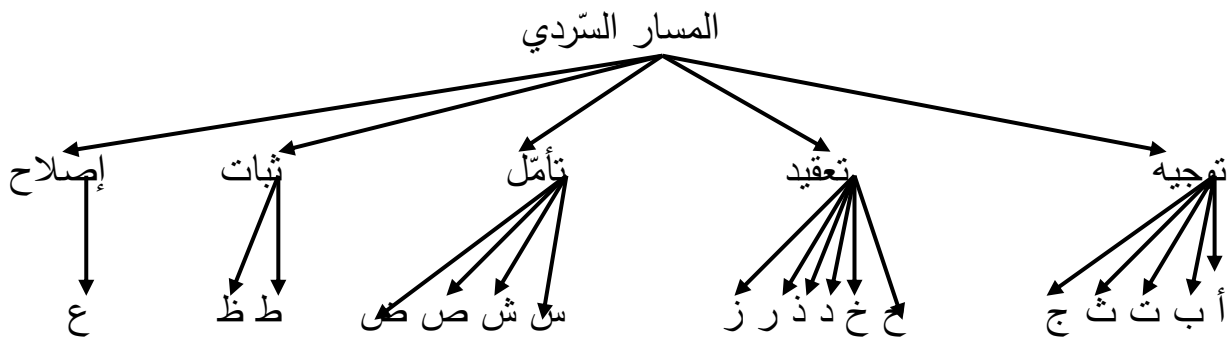 المسار السّردي
توجيه تعقيد تأمّل ثبات إصلاح
أ ب ت ث ج ح خ د ذ ر ز س ش ص ض ط ظ ع